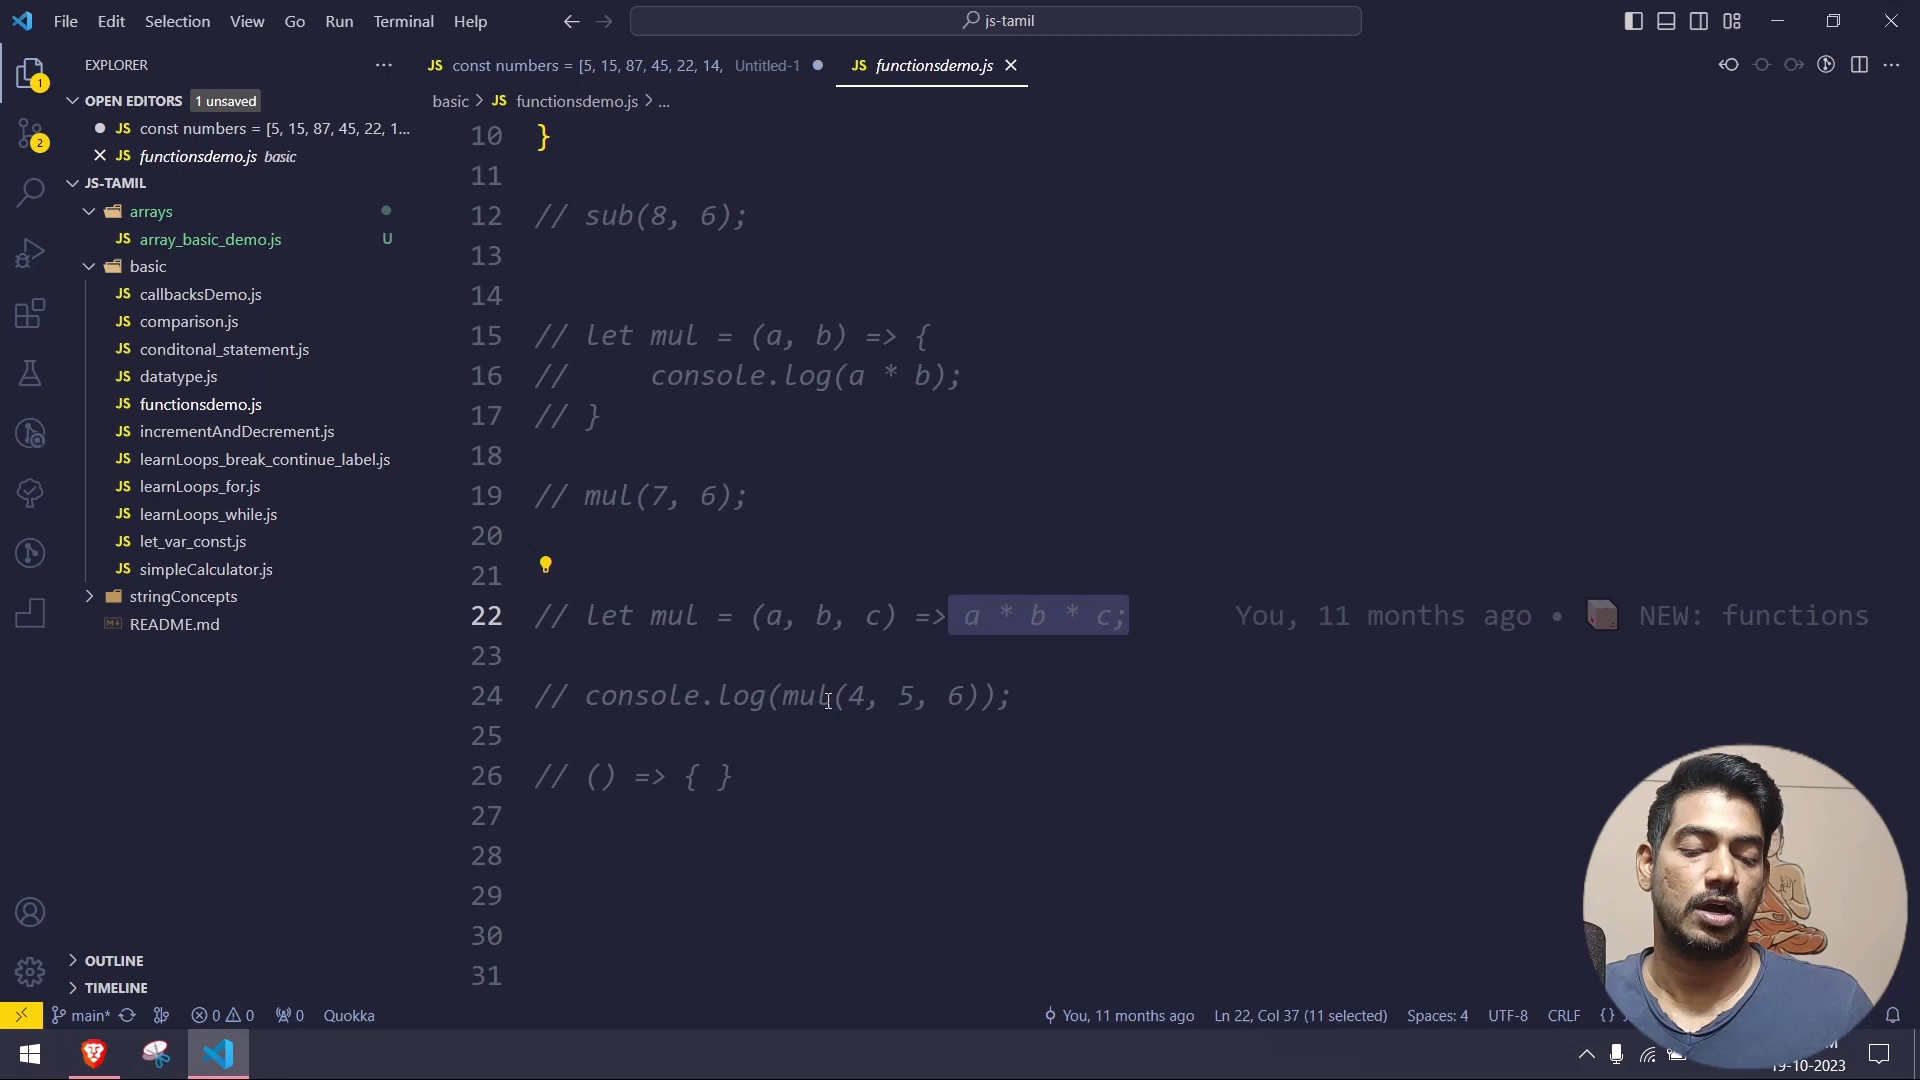 File Edit Selection View Go Run Terminal Help
js-tamil
EXPLORER
OPEN EDITORS 1 unsaved
JS const numbers = [5, 15, 87, 45, 22, 1...
JS functionsdemo.js basic
JS-TAMIL
arrays
JS array_basic_demo.js U
basic
JS callbacksDemo.js
JS comparison.js
JS conditonal_statement.js
JS datatype.js
JS functionsdemo.js
JS incrementAndDecrement.js
JS learnLoops_break_continue_label.js
JS learnLoops_for.js
JS learnLoops_while.js
JS let_var_const.js
JS simpleCalculator.js
stringConcepts
README.md
OUTLINE
TIMELINE
1
2
JS const numbers = [5, 15, 87, 45, 22, 14, Untitled-1
JS functionsdemo.js
basic > JS functionsdemo.js > ...
10 }
11
12 // sub(8, 6);
13
14
15 // let mul = (a, b) => {
16 //     console.log(a * b);
17 // }
18
19 // mul(7, 6);
20
21
22 // let mul = (a, b, c) => a * b * c; You, 11 months ago • NEW: functions
23
24 // console.log(mul(4, 5, 6));
25
26 // () => { }
27
28
29
30
31
main* 0 0 0 Quokka You, 11 months ago Ln 22, Col 37 (11 selected) Spaces: 4 UTF-8 CRLF { }
19-10-2023